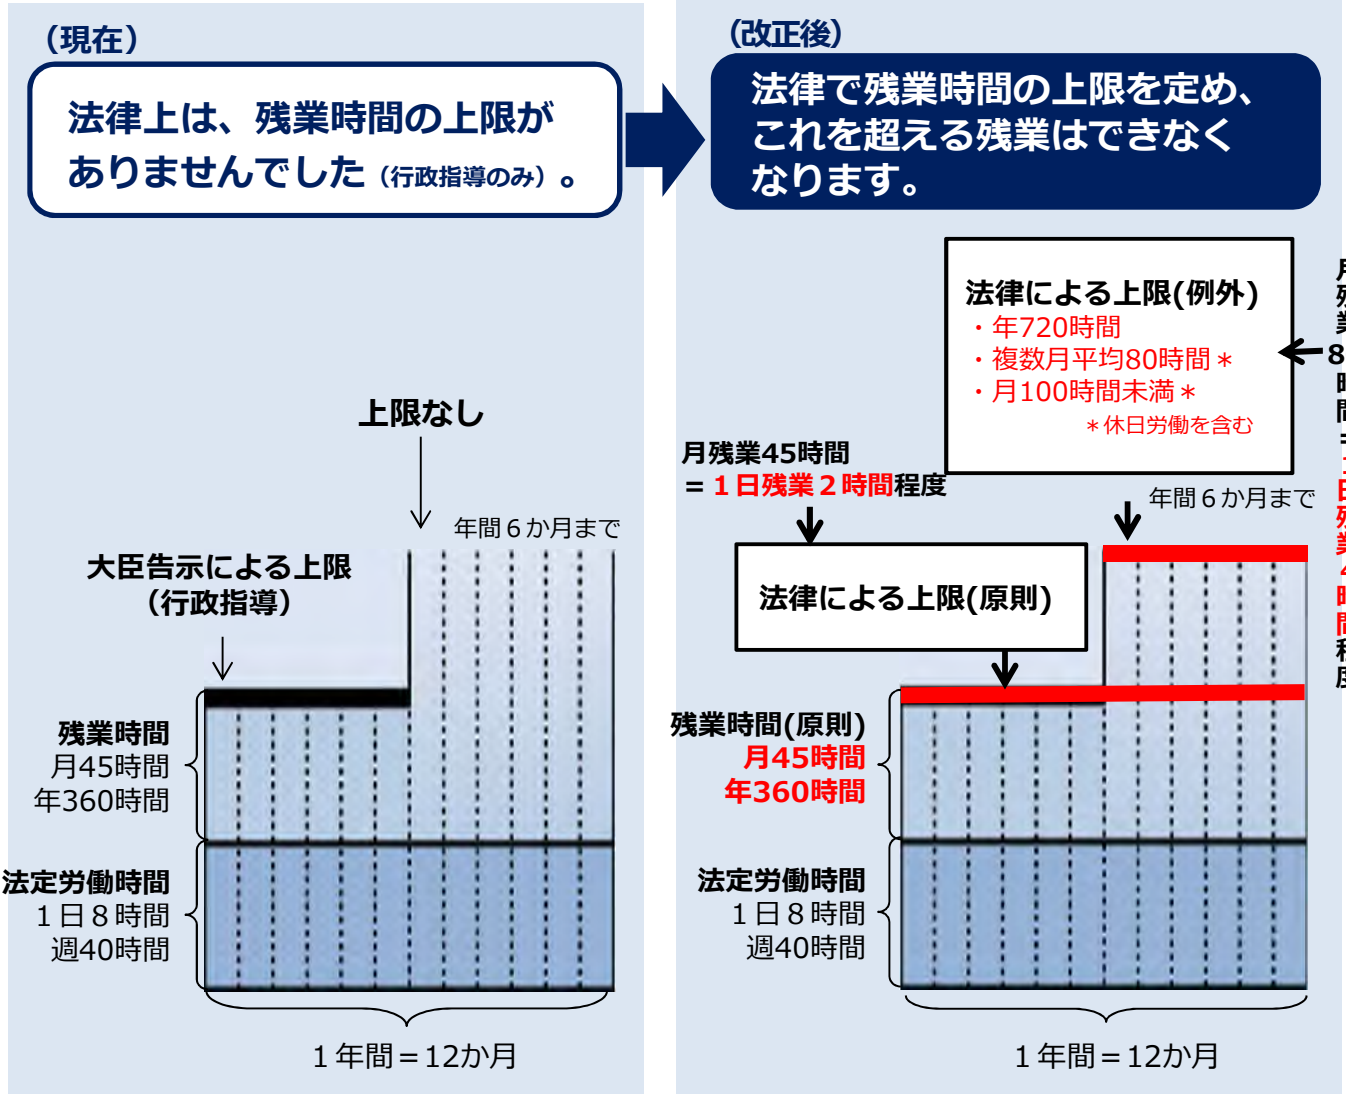 （現在）
法律上は、残業時間の上限が
ありませんでした（行政指導のみ）。
上限なし
年間６か月まで
大臣告示による上限
（行政指導）
残業時間
月45時間
年360時間
法定労働時間
１日８時間
週40時間
１年間＝12か月
（改正後）
法律で残業時間の上限を定め、
これを超える残業はできなく
なります。
法律による上限(例外)
・年720時間
・複数月平均80時間＊
・月100時間未満＊
＊休日労働を含む
月残業45時間
＝１日残業２時間程度
年間６か月まで
法律による上限(原則)
残業時間(原則)
月45時間
年360時間
法定労働時間
１日８時間
週40時間
１年間＝12か月